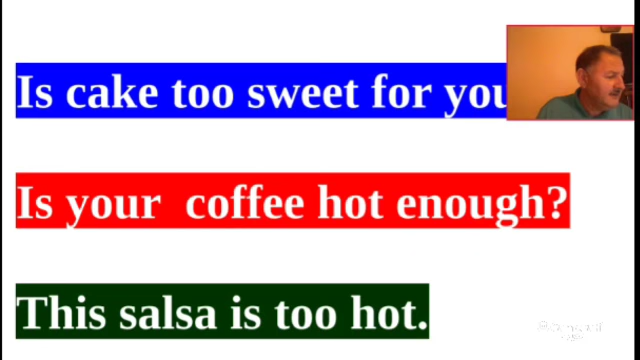 Is cake too sweet for you
Is your  coffee hot enough?
This salsa is too hot.